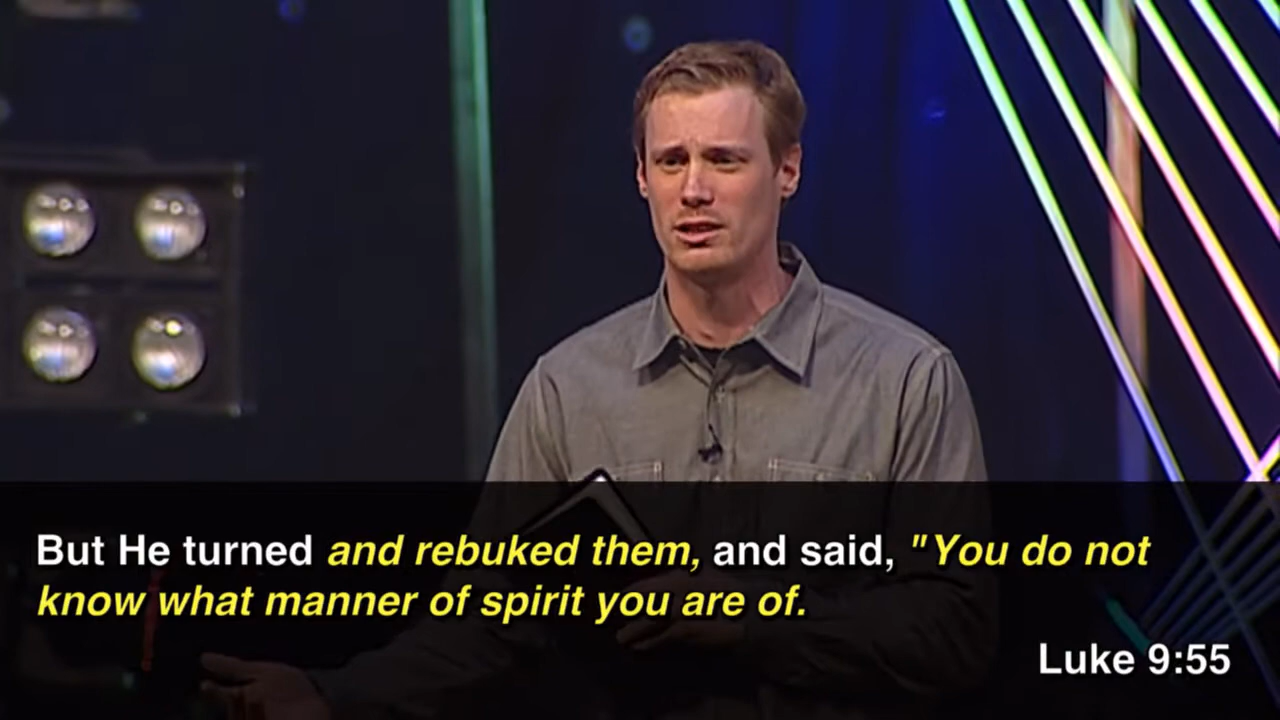 But He turned and rebuked them, and said, "You do not
know what manner of spirit you are of.
Luke 9:55